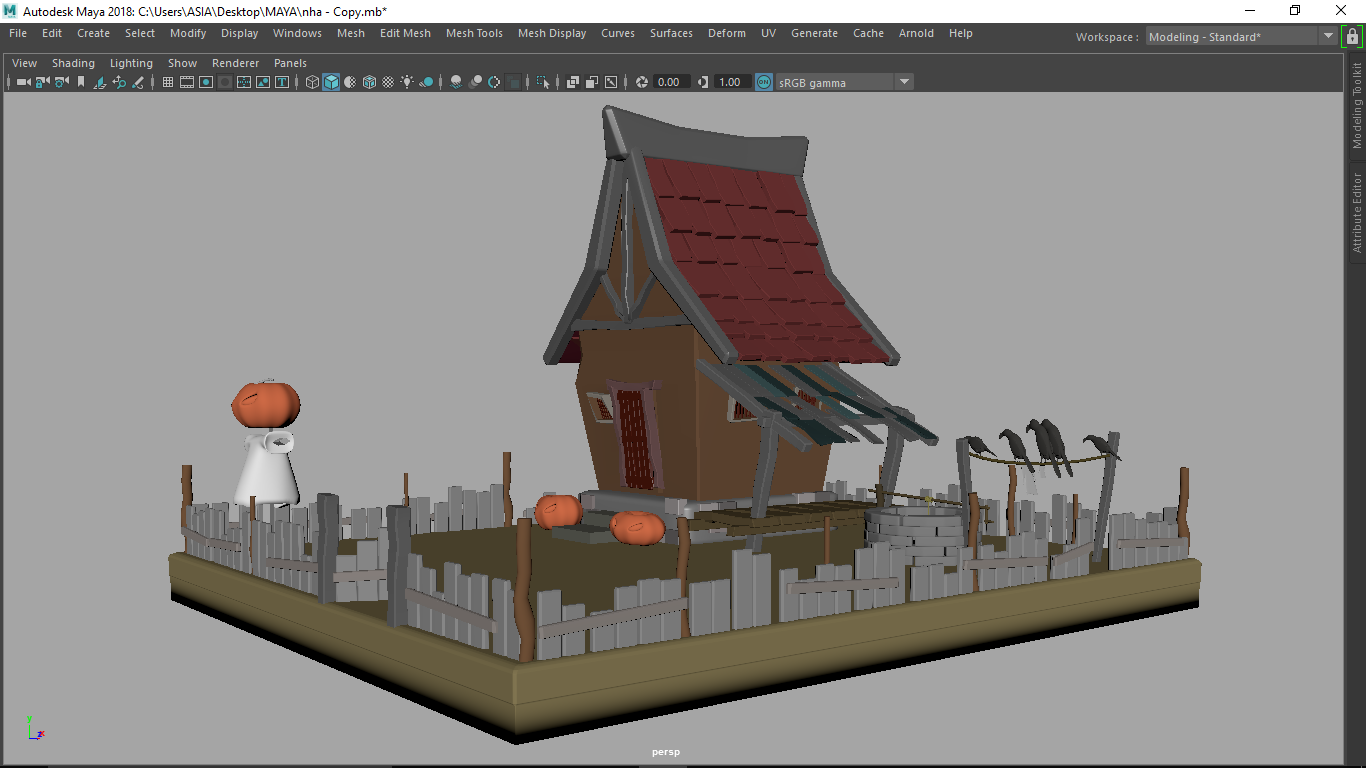 Autodesk Maya 2018: C:\Users\ASIA\Desktop\MAYA\nha - Copy.mb*
File Edit Create Select Modify Display Windows Mesh Edit Mesh Mesh Tools Mesh Display Curves Surfaces Deform UV Generate Cache Arnold Help Workspace : Modeling - Standard*
View Shading Lighting Show Renderer Panels
0.00 1.00 ON sRGB gamma
Modeling Toolkit
Attribute Editor
persp